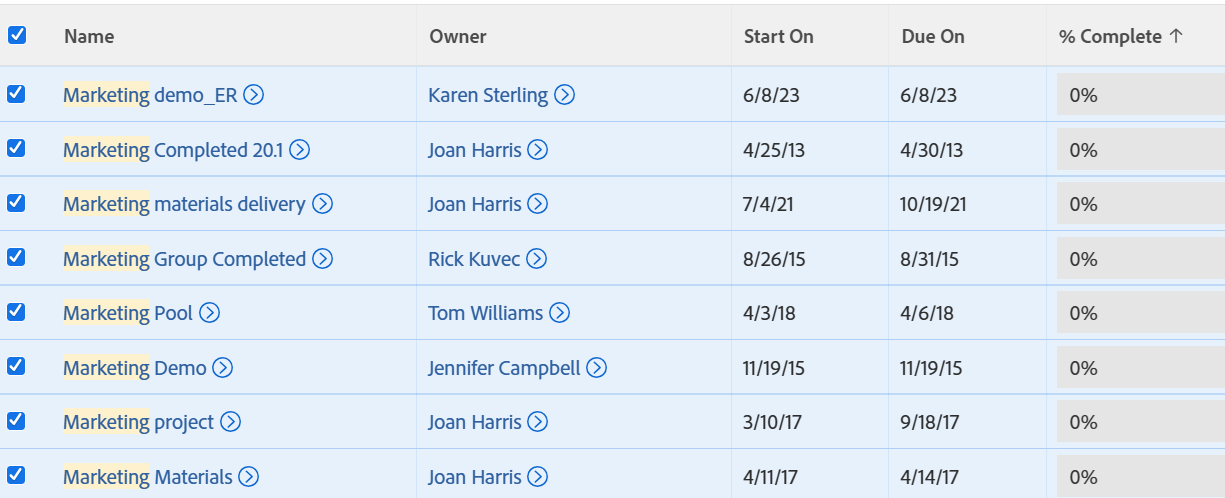 Name Owner Start On Due On % Complete ↑
Marketing demo_ER Karen Sterling 6/8/23 6/8/23 0%
Marketing Completed 20.1 Joan Harris 4/25/13 4/30/13 0%
Marketing materials delivery Joan Harris 7/4/21 10/19/21 0%
Marketing Group Completed Rick Kuvec 8/26/15 8/31/15 0%
Marketing Pool Tom Williams 4/3/18 4/6/18 0%
Marketing Demo Jennifer Campbell 11/19/15 11/19/15 0%
Marketing project Joan Harris 3/10/17 9/18/17 0%
Marketing Materials Joan Harris 4/11/17 4/14/17 0%